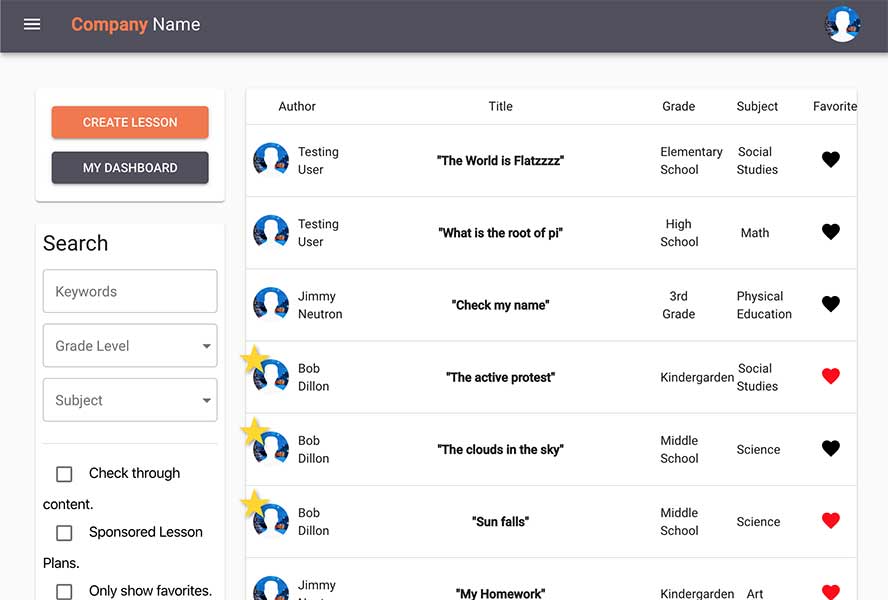 Company Name
CREATE LESSON
MY DASHBOARD
Search
Keywords
Grade Level
Subject
Check through
content.
Sponsored Lesson
Plans.
Only show favorites.
Author Title Grade Subject Favorite
Testing
User
"The World is Flatzzzz"
Elementary
School
Social
Studies
Testing
User
"What is the root of pi"
High
School
Math
Jimmy
Neutron
"Check my name"
3rd
Grade
Physical
Education
Bob
Dillon
"The active protest"
Kindergarden
Social
Studies
Bob
Dillon
"The clouds in the sky"
Middle
School
Science
Bob
Dillon
"Sun falls"
Middle
School
Science
Jimmy
"My Homework"
Kindergarden
Art